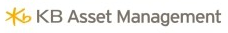 KB Asset Management